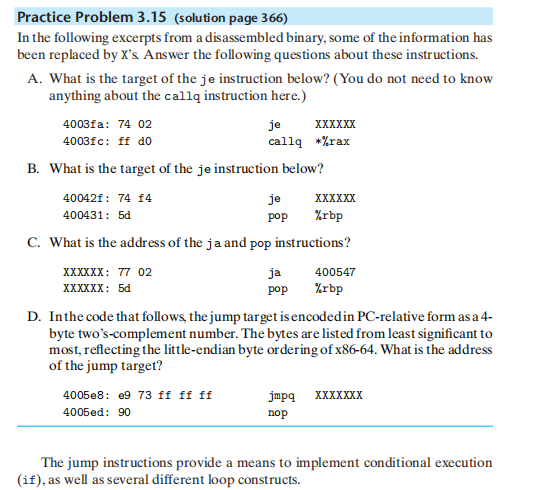 Practice Problem 3.15 (solution page 366)
In the following excerpts from a disassembled binary, some of the information has
been replaced by X's. Answer the following questions about these instructions.
A. What is the target of the je instruction below? (You do not need to know
anything about the callq instruction here.)
4003fa: 74 02 je XXXXXX
4003fc: ff d0 callq *%rax
B. What is the target of the je instruction below?
40042f: 74 f4 je XXXXXX
400431: 5d pop %rbp
C. What is the address of the ja and pop instructions?
XXXXXX: 77 02 ja 400547
XXXXXX: 5d pop %rbp
D. In the code that follows, the jump target is encoded in PC-relative form as a 4-
byte two's-complement number. The bytes are listed from least significant to
most, reflecting the little-endian byte ordering of x86-64. What is the address
of the jump target?
4005e8: e9 73 ff ff ff jmpq XXXXXXX
4005ed: 90 nop
The jump instructions provide a means to implement conditional execution
(if), as well as several different loop constructs.